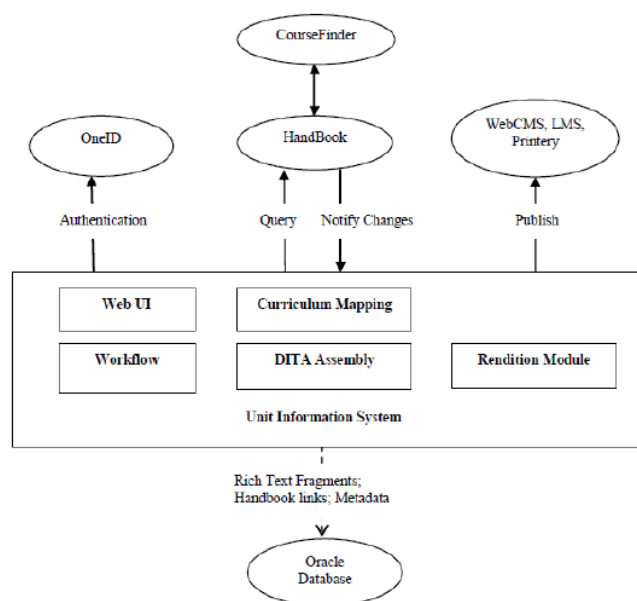 CourseFinder
OneID
HandBook
WebCMS, LMS,
Printery
Authentication
Query
Notify Changes
Publish
Web UI
Curriculum Mapping
Workflow
DITA Assembly
Rendition Module
Unit Information System
Rich Text Fragments;
Handbook links; Metadata
Oracle
Database